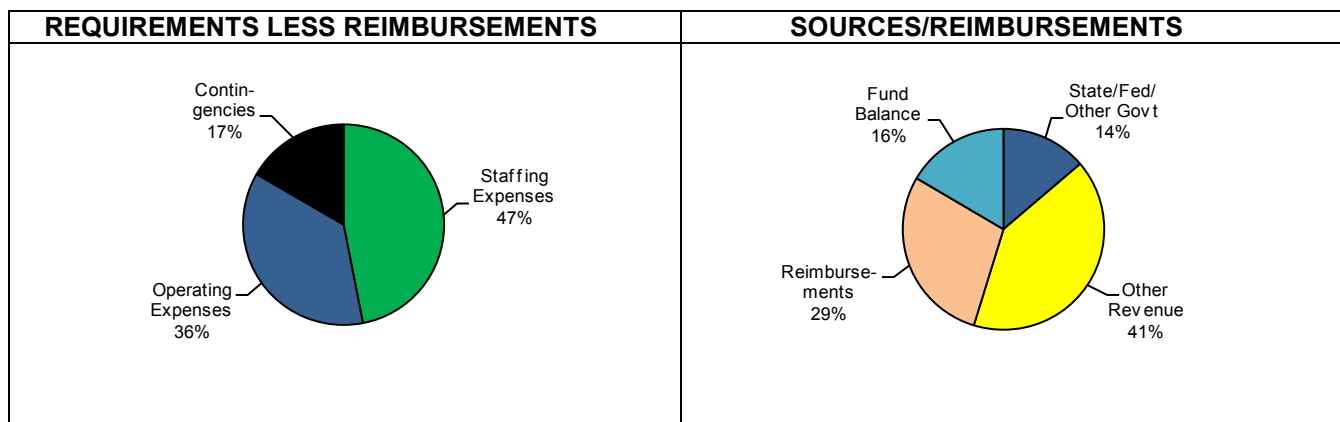 REQUIREMENTS LESS REIMBURSEMENTS
Contin-
gencies
17%
Staffing
Expenses
47%
Operating
Expenses
36%
SOURCES/REIMBURSEMENTS
Fund
Balance
16%
State/Fed/
Other Govt
14%
Reimburse-
ments
29%
Other
Revenue
41%